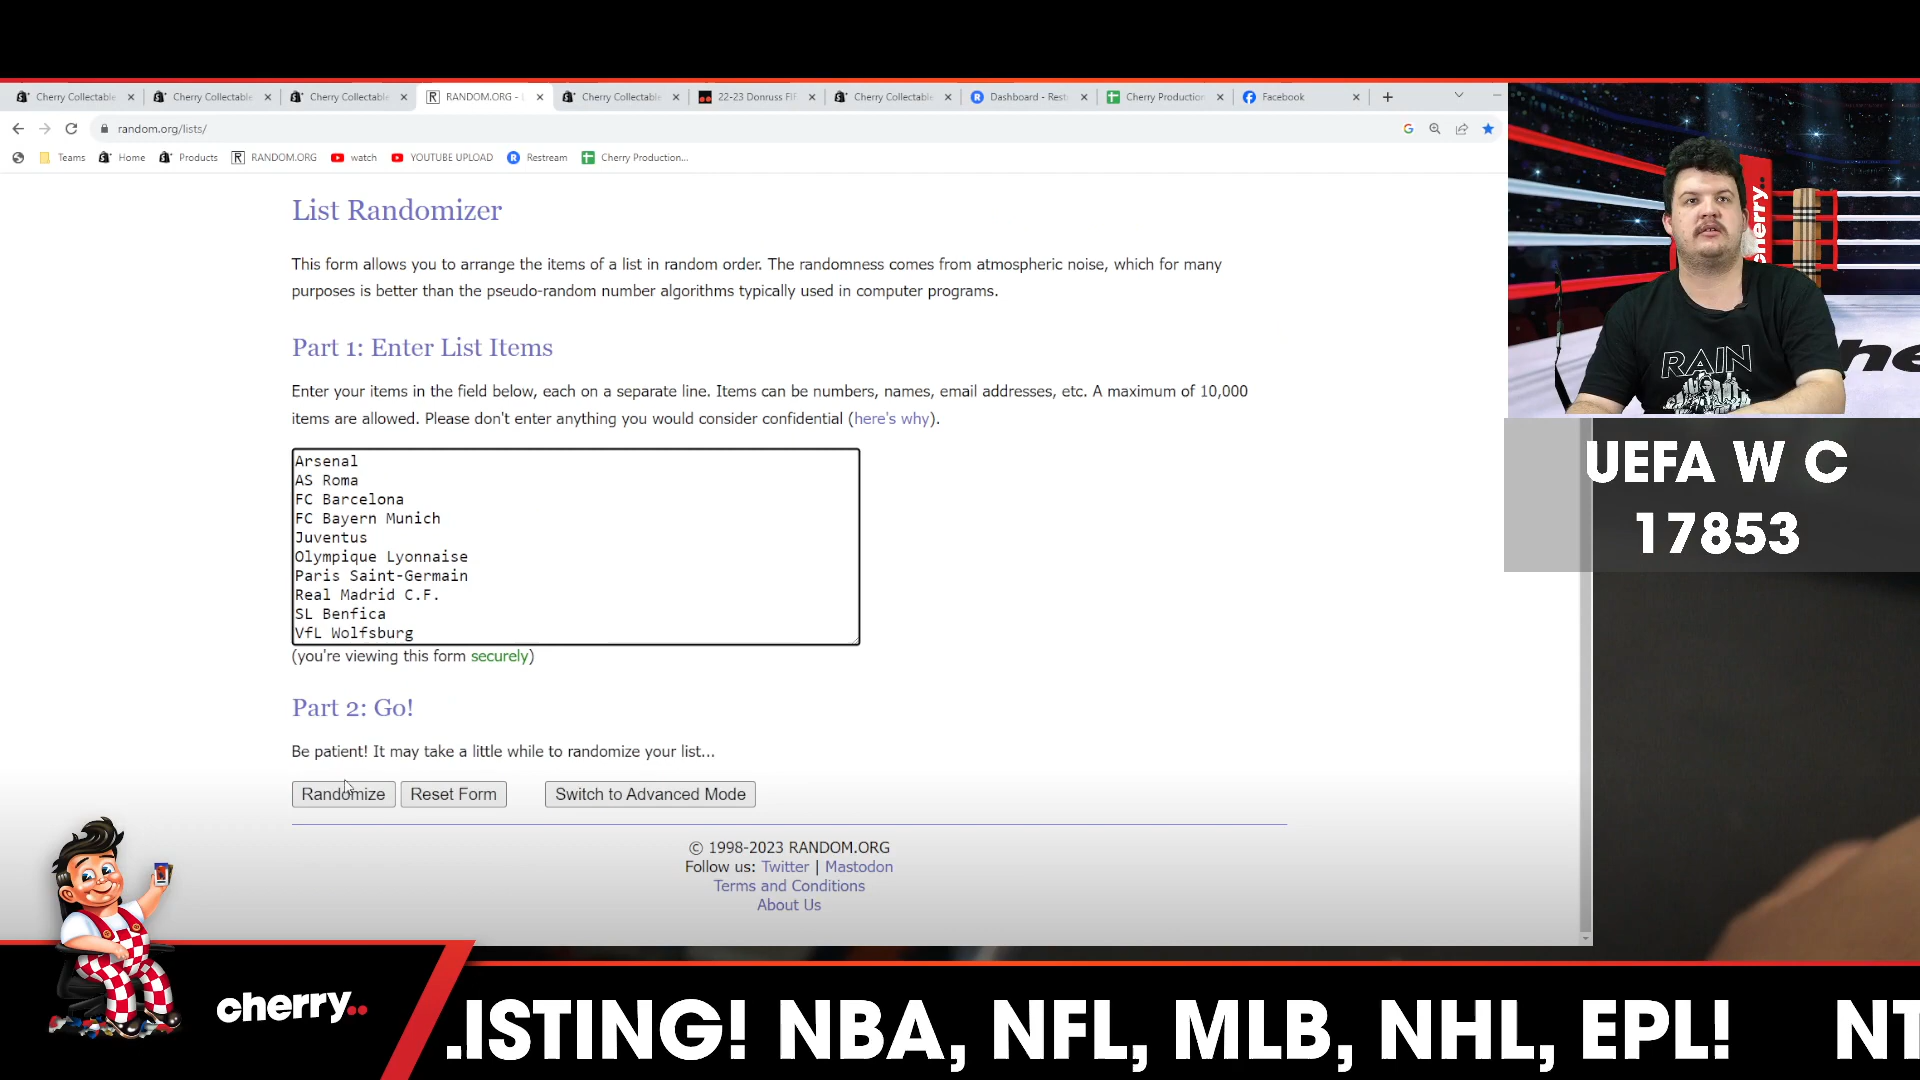 Cherry Collectable
Cherry Collectable
Cherry Collectable
RANDOM.ORG - L
Cherry Collectable
22-23 Donruss FIF
Cherry Collectable
Dashboard - Rest
Cherry Production
Facebook
random.org/lists/
Teams
Home
Products
RANDOM.ORG
watch
YOUTUBE UPLOAD
Restream
Cherry Production...
List Randomizer
This form allows you to arrange the items of a list in random order. The randomness comes from atmospheric noise, which for many
purposes is better than the pseudo-random number algorithms typically used in computer programs.
Part 1: Enter List Items
Enter your items in the field below, each on a separate line. Items can be numbers, names, email addresses, etc. A maximum of 10,000
items are allowed. Please don't enter anything you would consider confidential (here's why).
Arsenal
AS Roma
FC Barcelona
FC Bayern Munich
Juventus
Olympique Lyonnaise
Paris Saint-Germain
Real Madrid C.F.
SL Benfica
VfL Wolfsburg
(you're viewing this form securely)
Part 2: Go!
Be patient! It may take a little while to randomize your list...
Randomize
Reset Form
Switch to Advanced Mode
© 1998-2023 RANDOM.ORG
Follow us: Twitter | Mastodon
Terms and Conditions
About Us
herry..
RAIN
he
UEFA W C
17853
cherry..
.ISTING! NBA, NFL, MLB, NHL, EPL!
NT